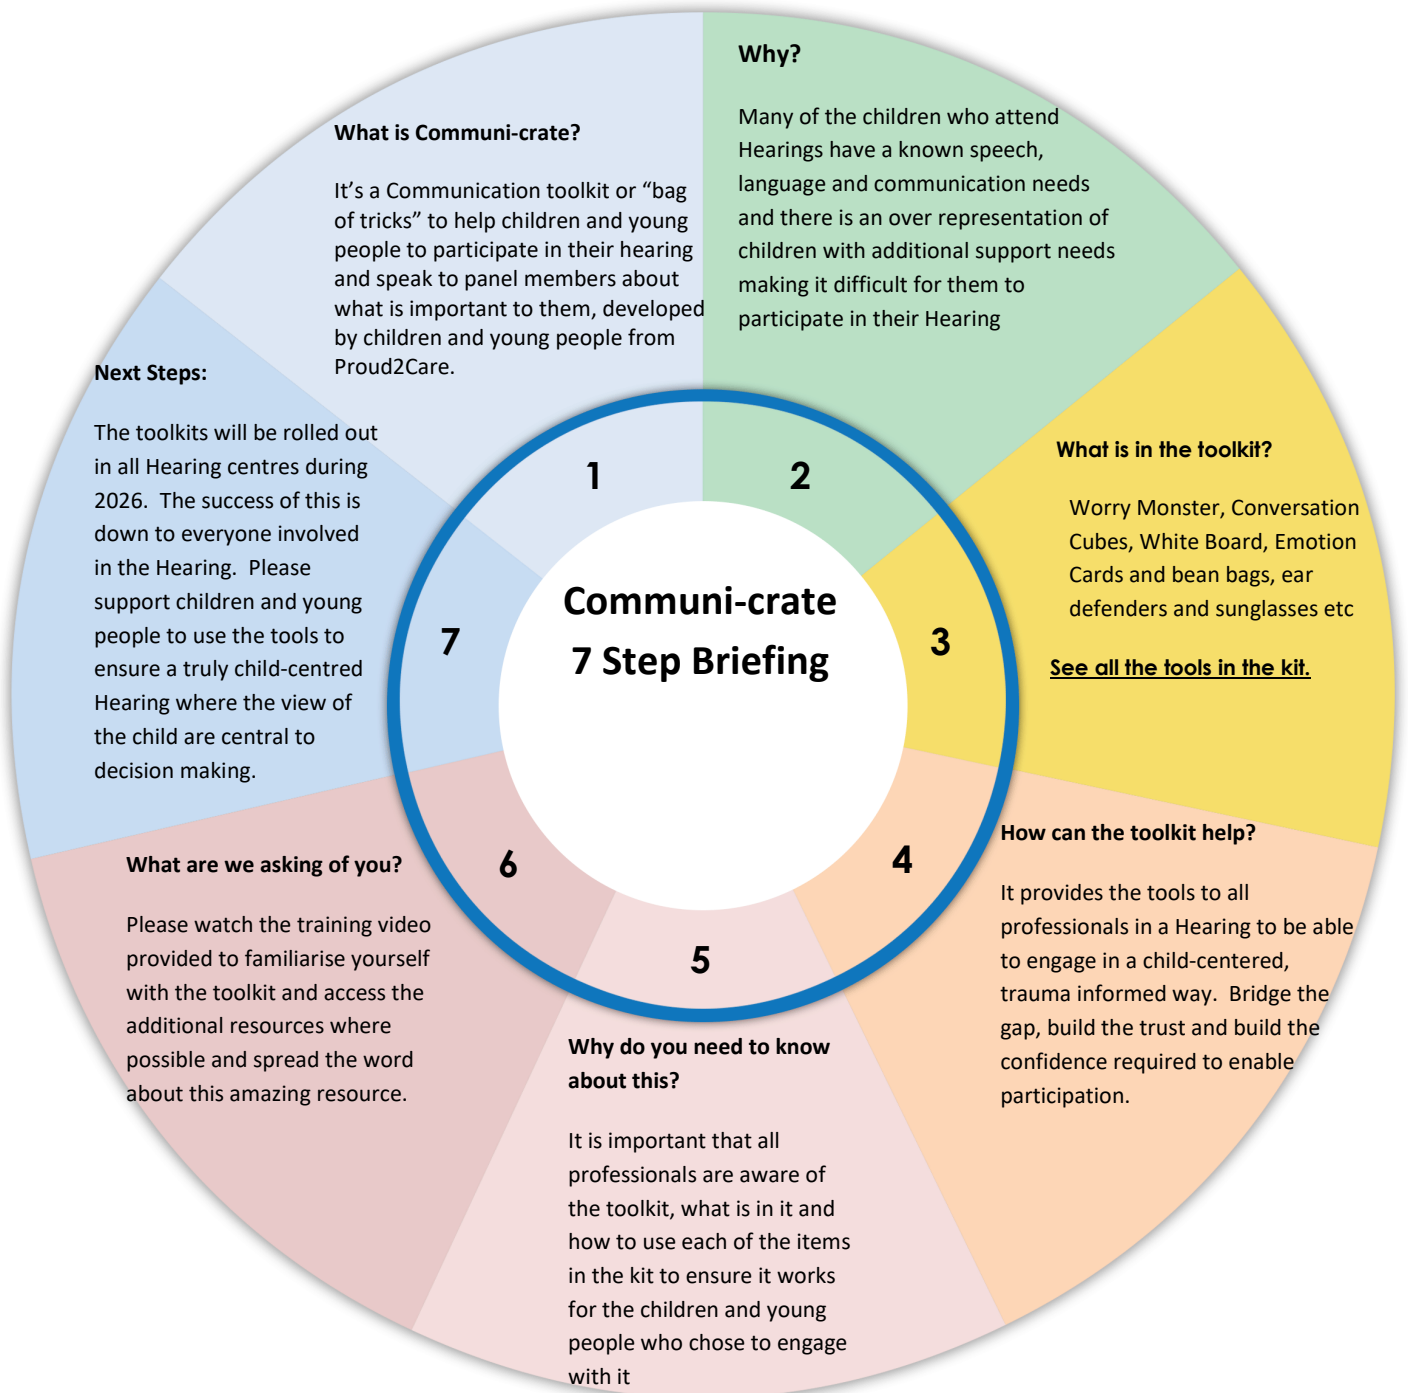 Communi-crate
7 Step Briefing
1
What is Communi-crate?
It’s a Communication toolkit or “bag
of tricks” to help children and young
people to participate in their hearing
and speak to panel members about
what is important to them, developed
by children and young people from
Proud2Care.
2
Why?
Many of the children who attend
Hearings have a known speech,
language and communication needs
and there is an over representation of
children with additional support needs
making it difficult for them to
participate in their Hearing
3
What is in the toolkit?
Worry Monster, Conversation
Cubes, White Board, Emotion
Cards and bean bags, ear
defenders and sunglasses etc
See all the tools in the kit.
4
How can the toolkit help?
It provides the tools to all
professionals in a Hearing to be able
to engage in a child-centered,
trauma informed way.  Bridge the
gap, build the trust and build the
confidence required to enable
participation.
5
Why do you need to know
about this?
It is important that all
professionals are aware of
the toolkit, what is in it and
how to use each of the items
in the kit to ensure it works
for the children and young
people who chose to engage
with it
6
What are we asking of you?
Please watch the training video
provided to familiarise yourself
with the toolkit and access the
additional resources where
possible and spread the word
about this amazing resource.
7
Next Steps:
The toolkits will be rolled out
in all Hearing centres during
2026.  The success of this is
down to everyone involved
in the Hearing.  Please
support children and young
people to use the tools to
ensure a truly child-centred
Hearing where the view of
the child are central to
decision making.